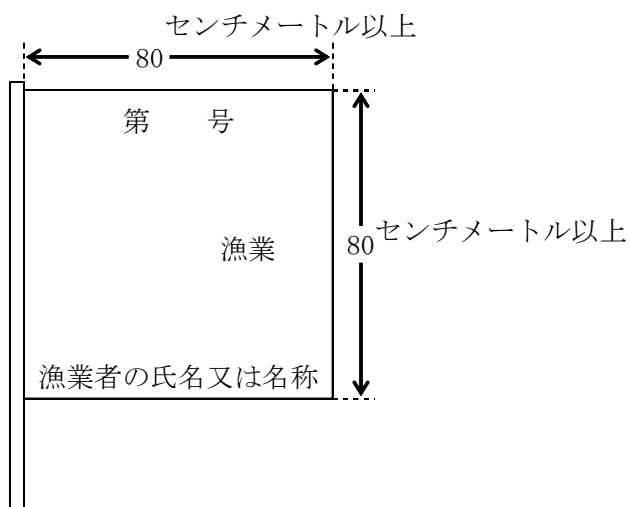 センチメートル以上
80
第　　号
漁業
80センチメートル以上
漁業者の氏名又は名称